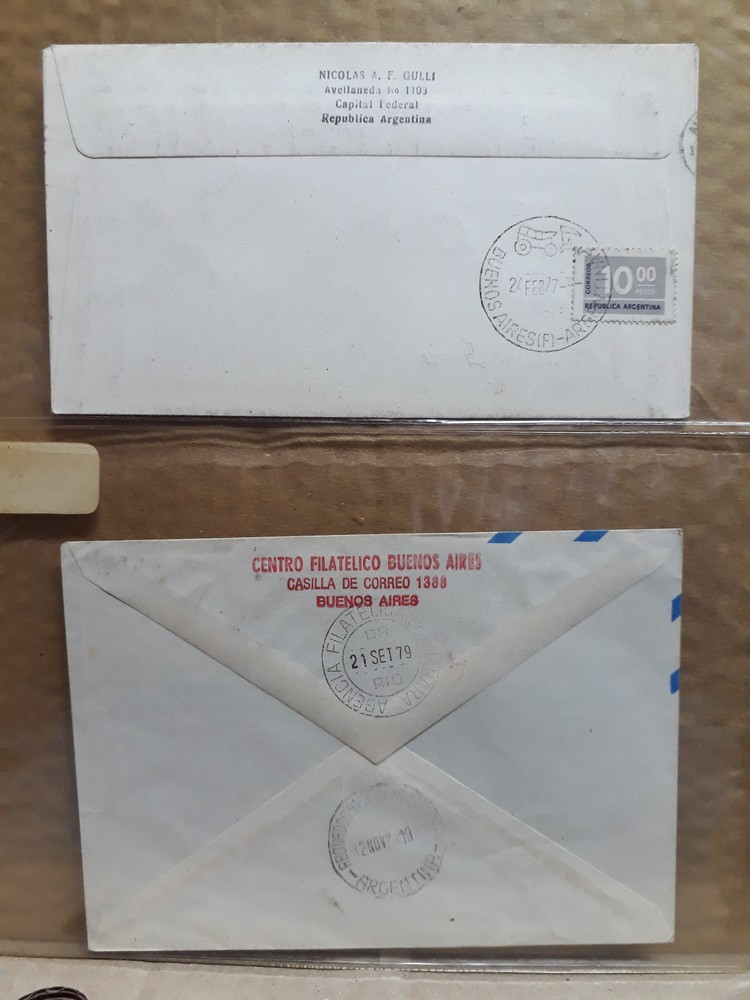 NICOLAS A. F. GULLI
Avellaneda No 1103
Capital Federal
Republica Argentina
24 FEB 77
BUENOS AIRES (F) - ARGENTINA
CORREOS
10 00
PESOS
REPUBLICA ARGENTINA
CENTRO FILATELICO BUENOS AIRES
CASILLA DE CORREO 1388
BUENOS AIRES
AGENCIA FILATELICA
21 SET 79
RIO
12 NOV
- ARGENTINA -